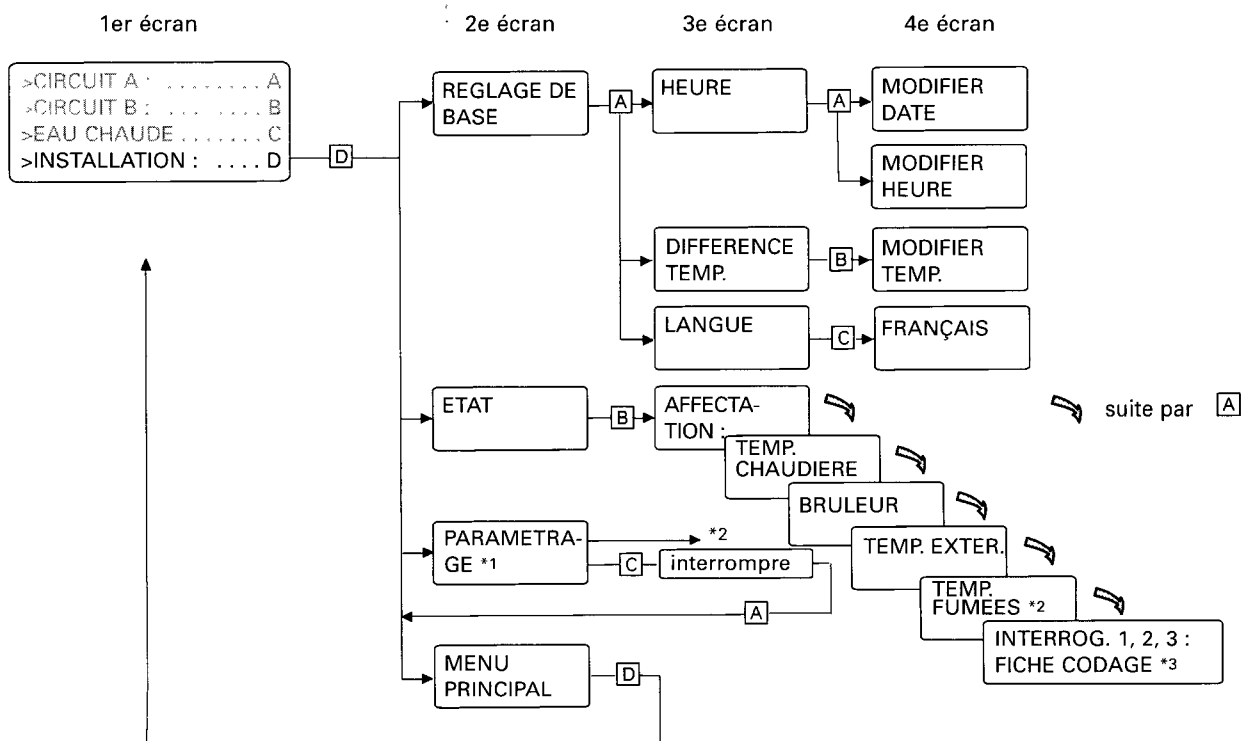 1er écran
2e écran
3e écran
4e écran
>CIRCUIT A : ........ A
>CIRCUIT B : ....... B
>EAU CHAUDE ....... C
>INSTALLATION : .... D
D
REGLAGE DE
BASE
A
HEURE
A
MODIFIER
DATE
MODIFIER
HEURE
DIFFERENCE
TEMP.
B
MODIFIER
TEMP.
LANGUE
C
FRANÇAIS
ETAT
B
AFFECTA-
TION :
suite par A
TEMP.
CHAUDIERE
BRULEUR
TEMP. EXTER.
TEMP.
FUMEES *2
INTERROG. 1, 2, 3 :
FICHE CODAGE *3
PARAMETRA-
GE *1
*2
C
interrompre
A
MENU
PRINCIPAL
D